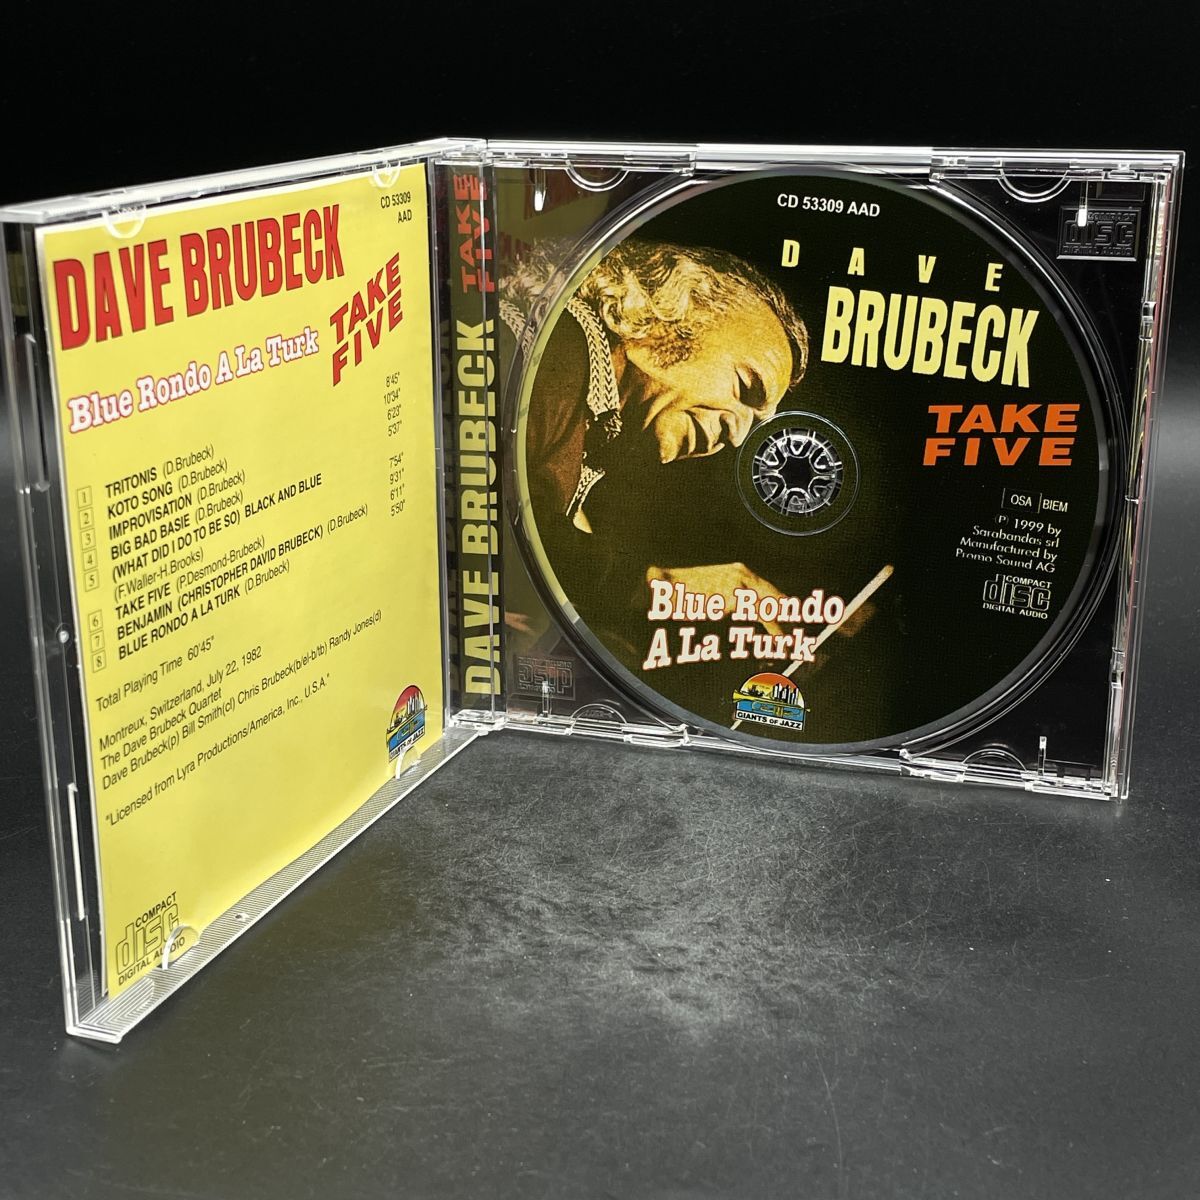 CD 53309
AAD
DAVE BRUBECK
TAKE
FIVE
Blue Rondo A La Turk
1 TRITONIS (D.Brubeck) 8'45"
2 KOTO SONG (D.Brubeck) 10'34"
3 IMPROVISATION (D.Brubeck) 6'23"
4 BIG BAD BASIE (D.Brubeck) 5'37"
5 (WHAT DID I DO TO BE SO) BLACK AND BLUE
(F.Waller-H.Brooks) 7'54"
6 TAKE FIVE (P.Desmond-Brubeck) 9'31"
7 BENJAMIN (CHRISTOPHER DAVID BRUBECK) (D.Brubeck) 6'11"
8 BLUE RONDO A LA TURK (D.Brubeck) 5'50"
Total Playing Time 60'45"
Montreux, Switzerland, July 22, 1982
The Dave Brubeck Quartet
Dave Brubeck(p) Bill Smith(cl) Chris Brubeck(b/el-b/tb) Randy Jones(d)
"Licensed from Lyra Productions/America, Inc., U.S.A."
GIANTS OF JAZZ
COMPACT
disc
DIGITAL AUDIO
DAVE BRUBECK
TAKE
FIVE
CD 53309 AAD
DAVE
BRUBECK
TAKE
FIVE
OSA BIEM
℗ 1999 by
Sarabandas srl
Manufactured by
Promo Sound AG
COMPACT
disc
DIGITAL AUDIO
Blue Rondo
A La Turk
GIANTS OF JAZZ
COMPACT
disc
DIGITAL AUDIO